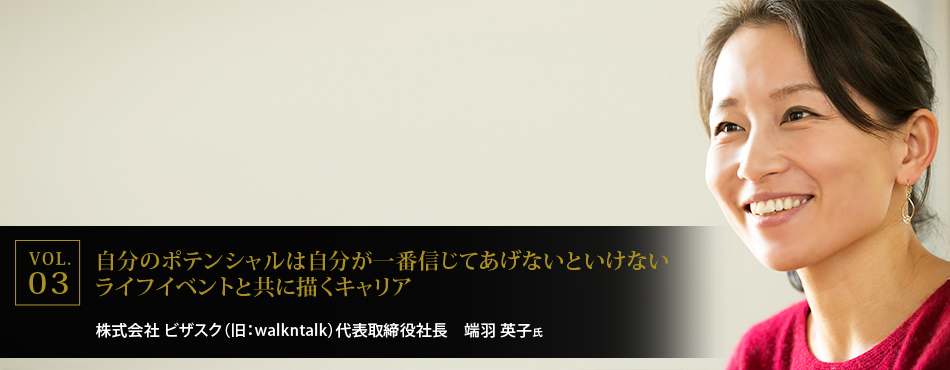 VOL.
03
自分のポテンシャルは自分が一番信じてあげないといけない
ライフイベントと共に描くキャリア
株式会社 ビザスク（旧：walkntalk）代表取締役社長　端羽 英子氏